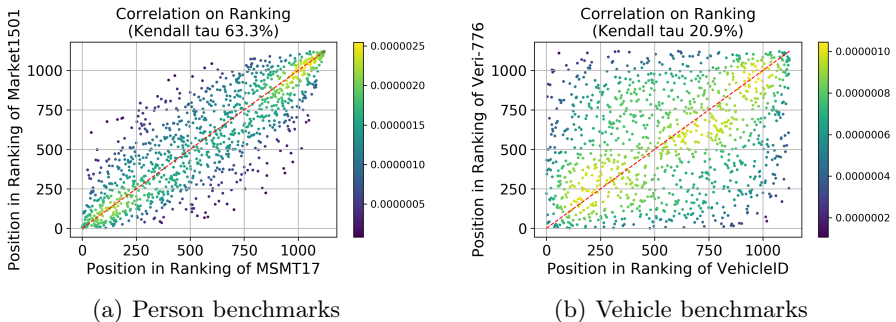 Correlation on Ranking
(Kendall tau 63.3%)
Position in Ranking of Market1501
1000
750
500
250
0
0 250 500 750 1000
Position in Ranking of MSMT17
0.0000025
0.0000020
0.0000015
0.0000010
0.0000005
(a) Person benchmarks
Correlation on Ranking
(Kendall tau 20.9%)
Position in Ranking of Veri-776
1000
750
500
250
0
0 250 500 750 1000
Position in Ranking of VehicleID
0.0000010
0.0000008
0.0000006
0.0000004
0.0000002
(b) Vehicle benchmarks